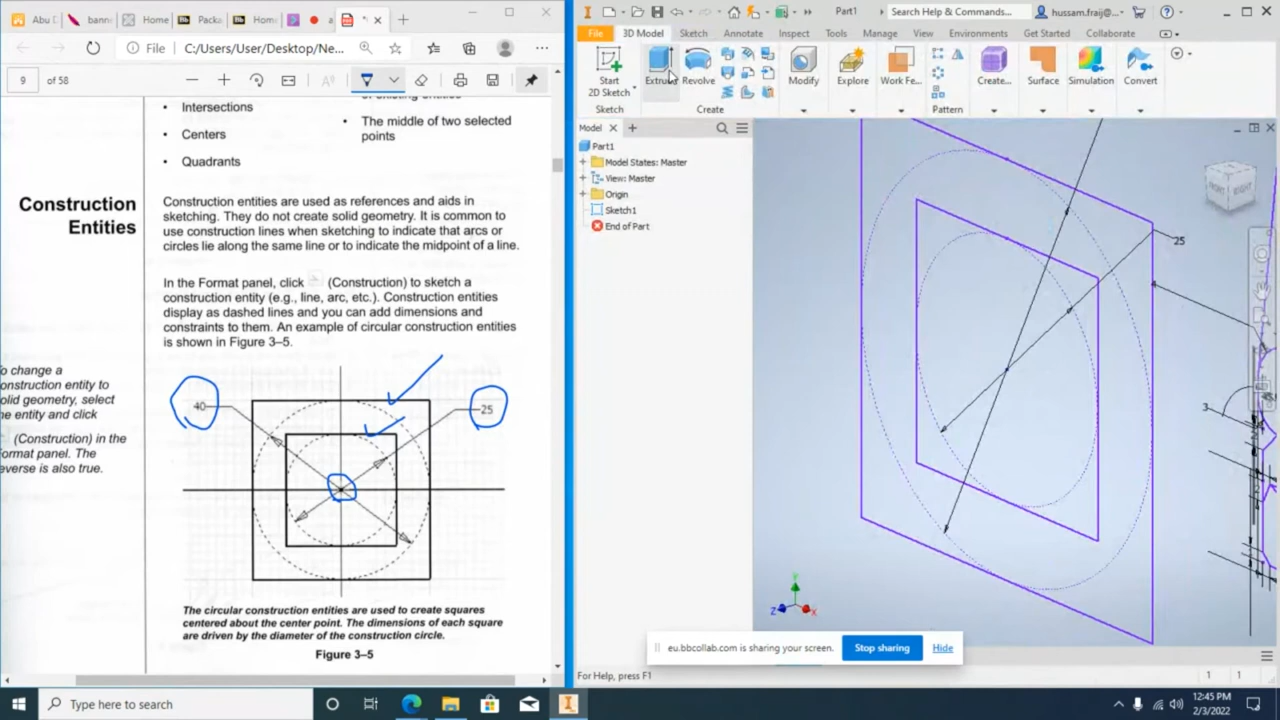 Abu D
banne
Home
Packa
Home
File
C:/Users/User/Desktop/Ne...
9
of 58
Intersections
Centers
Quadrants
of existing entities
The middle of two selected
points
Construction
Entities
Construction entities are used as references and aids in
sketching. They do not create solid geometry. It is common to
use construction lines when sketching to indicate that arcs or
circles lie along the same line or to indicate the midpoint of a line.
In the Format panel, click (Construction) to sketch a
construction entity (e.g., line, arc, etc.). Construction entities
display as dashed lines and you can add dimensions and
constraints to them. An example of circular construction entities
is shown in Figure 3–5.
o change a
onstruction entity to
olid geometry, select
he entity and click
(Construction) in the
ormat panel. The
everse is also true.
40
25
The circular construction entities are used to create squares
centered about the center point. The dimensions of each square
are driven by the diameter of the construction circle.
Figure 3–5
Part1
Search Help & Commands...
hussam.fraij@...
File
3D Model
Sketch
Annotate
Inspect
Tools
Manage
View
Environments
Get Started
Collaborate
Start
2D Sketch
Extrude
Revolve
Modify
Explore
Work Fe...
Create...
Surface
Simulation
Convert
Sketch
Create
Pattern
Model
Part1
Model States: Master
View: Master
Origin
Sketch1
End of Part
RIGHT
25
4
3
Y
Z
X
eu.bbcollab.com is sharing your screen.
Stop sharing
Hide
For Help, press F1
1
1
Type here to search
12:45 PM
2/3/2022